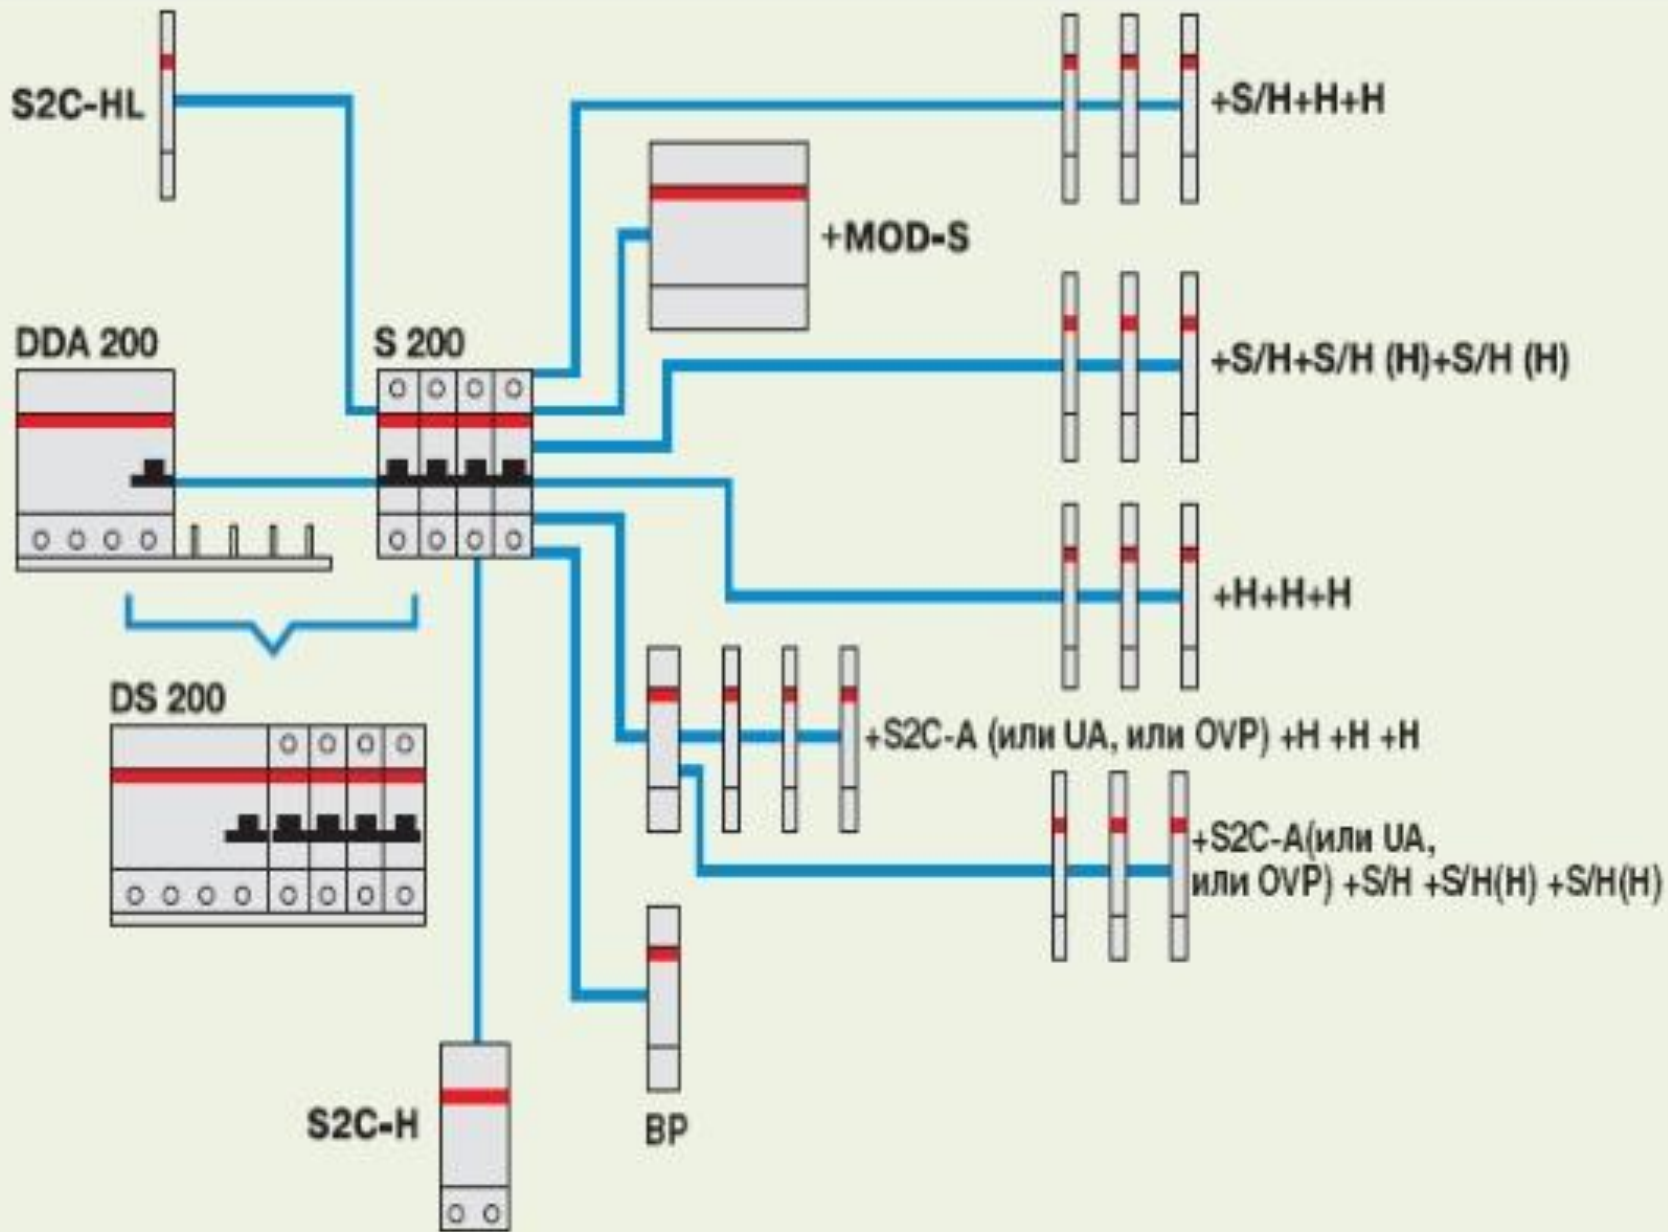 S2C-HL
+S/H+H+H
+MOD-S
DDA 200
S 200
+S/H+S/H (H)+S/H (H)
+H+H+H
DS 200
+S2C-A (или UA, или OVP) +H +H +H
+S2C-A(или UA,
или OVP) +S/H +S/H(H) +S/H(H)
S2C-H
BP